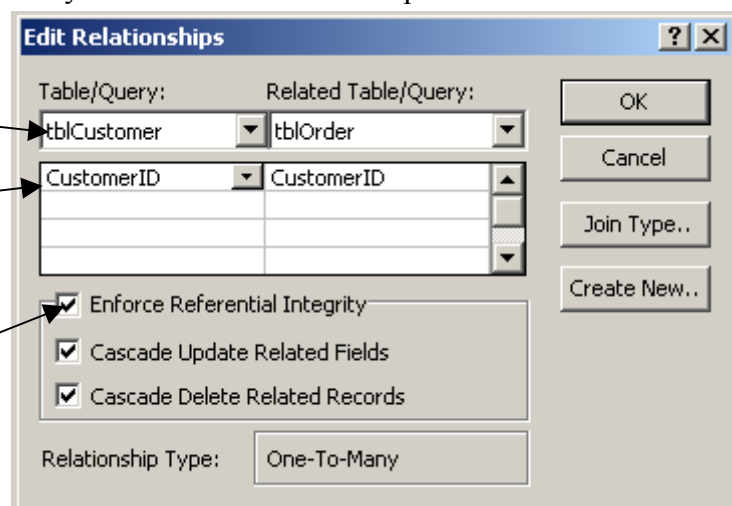 Edit Relationships
Table/Query: Related Table/Query:
tblCustomer tblOrder
CustomerID CustomerID
Enforce Referential Integrity
Cascade Update Related Fields
Cascade Delete Related Records
Relationship Type: One-To-Many
OK
Cancel
Join Type..
Create New..